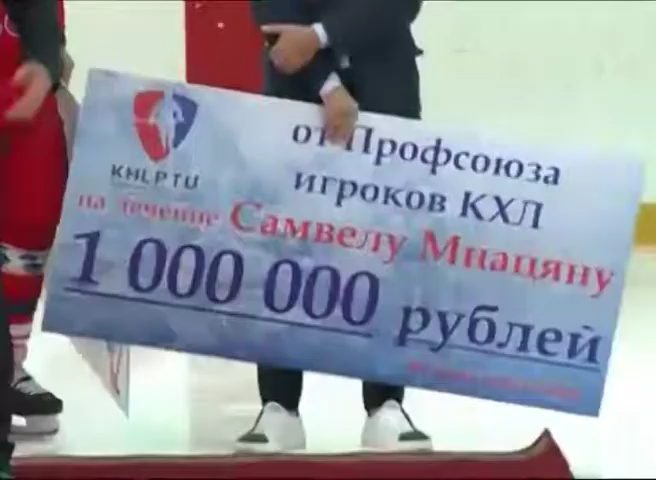 от Профсоюза
KHLPTU
игроков КХЛ
на лечение Самвелу Мнацяну
1 000 000 рублей